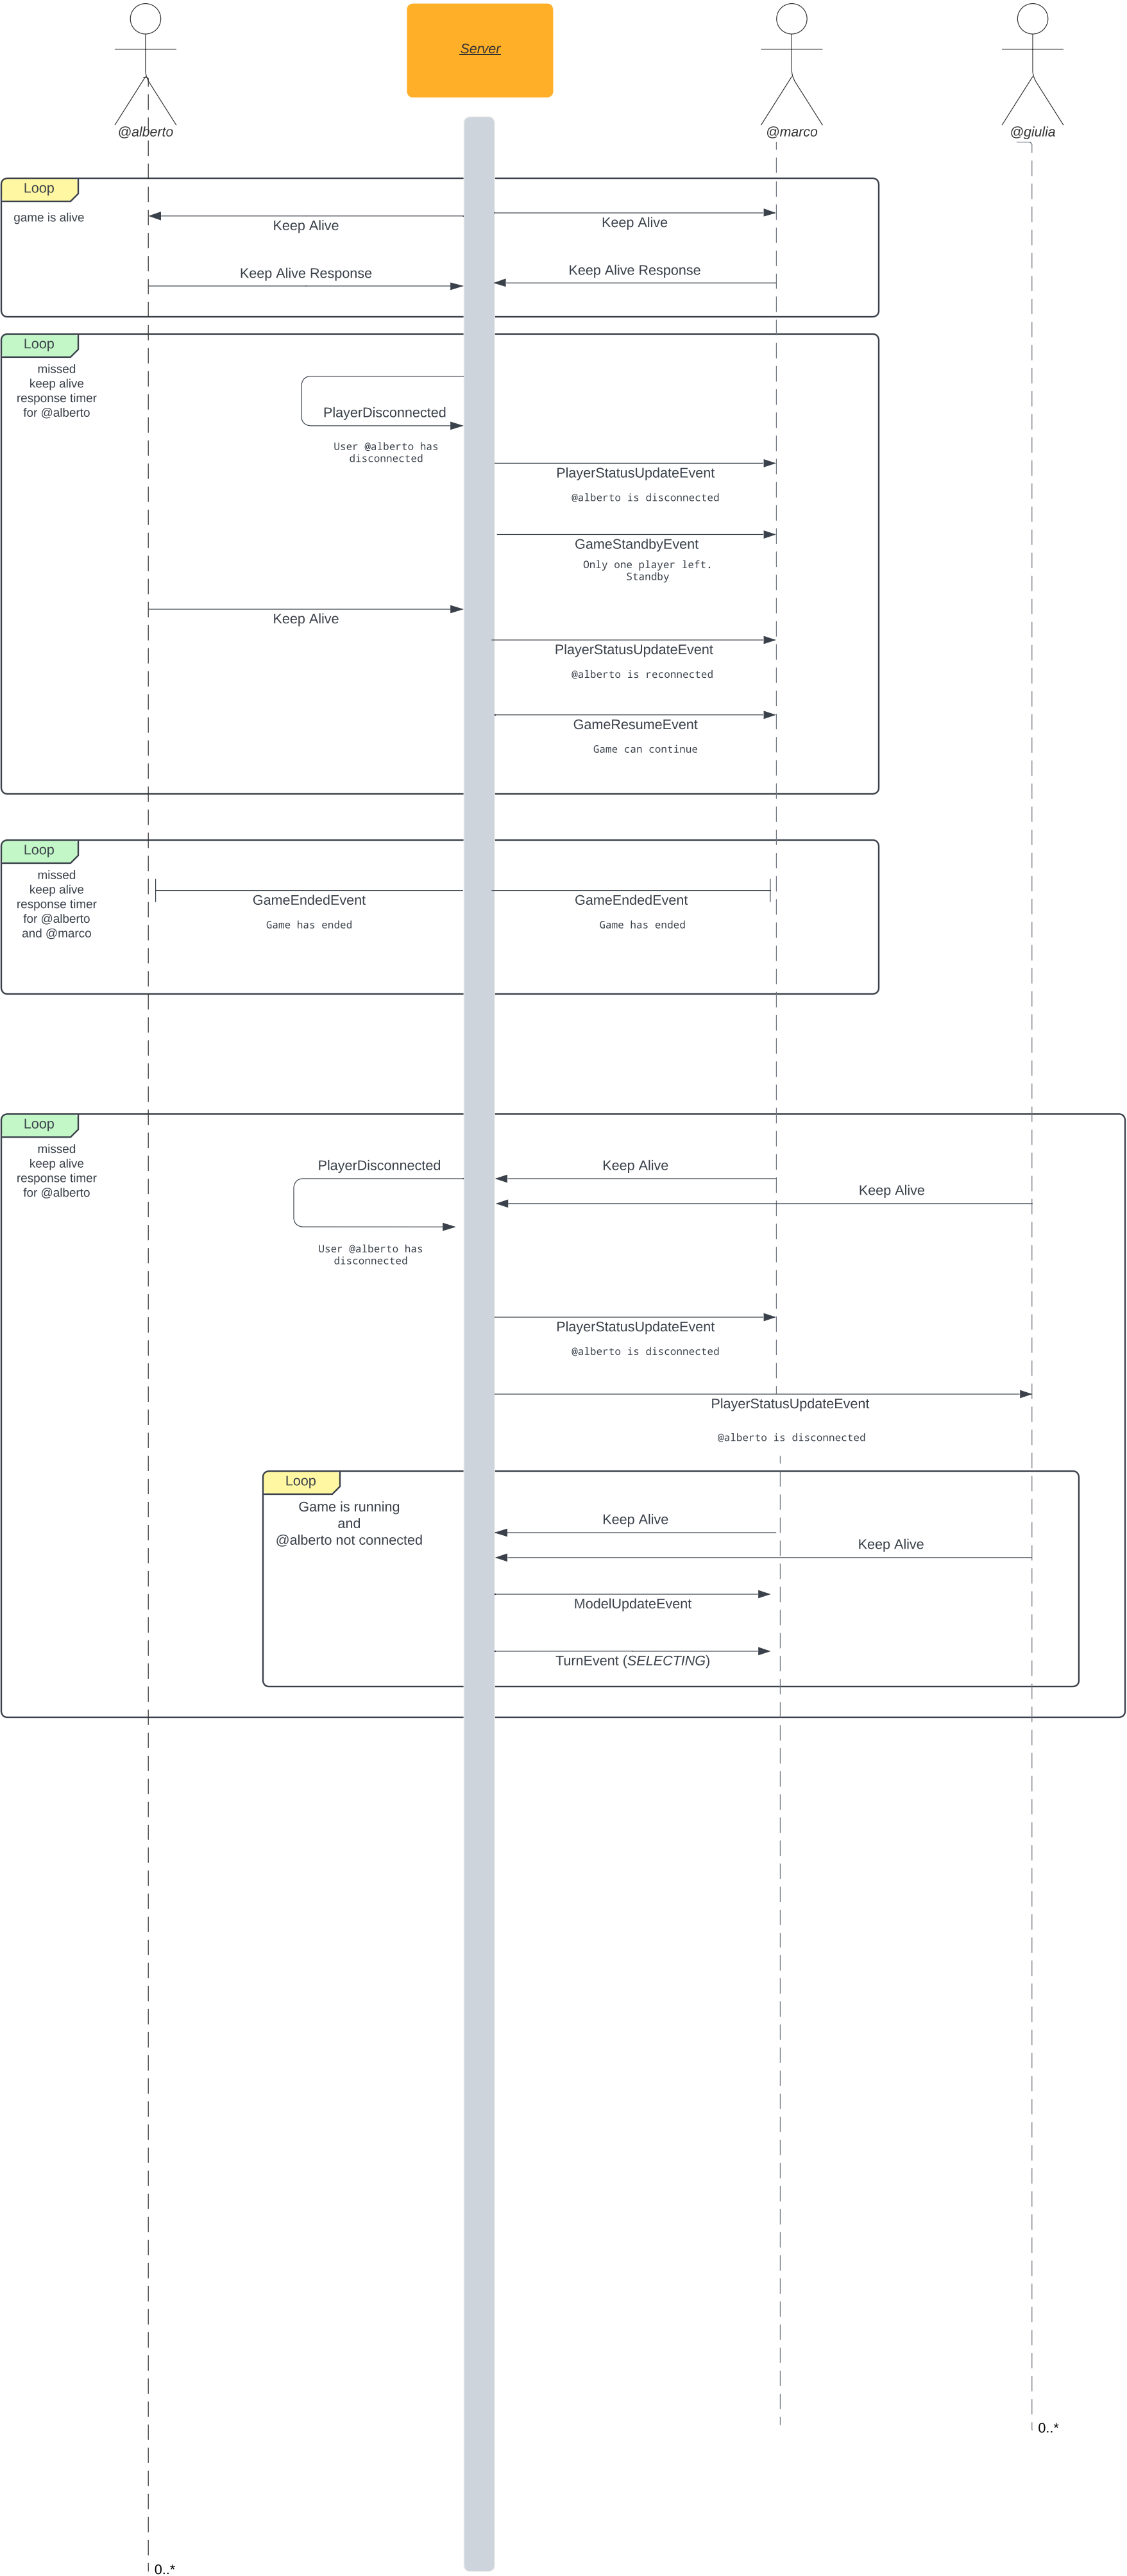 Server
@alberto
@marco
@giulia
Loop
game is alive
Keep Alive
Keep Alive
Keep Alive Response
Keep Alive Response
Loop
missed
keep alive
response timer
for @alberto
PlayerDisconnected
User @alberto has
disconnected
PlayerStatusUpdateEvent
@alberto is disconnected
GameStandbyEvent
Only one player left.
Standby
Keep Alive
PlayerStatusUpdateEvent
@alberto is reconnected
GameResumeEvent
Game can continue
Loop
missed
keep alive
response timer
for @alberto
and @marco
GameEndedEvent
GameEndedEvent
Game has ended
Game has ended
Loop
missed
keep alive
response timer
for @alberto
PlayerDisconnected
Keep Alive
Keep Alive
User @alberto has
disconnected
PlayerStatusUpdateEvent
@alberto is disconnected
PlayerStatusUpdateEvent
@alberto is disconnected
Loop
Game is running
and
@alberto not connected
Keep Alive
Keep Alive
ModelUpdateEvent
TurnEvent (SELECTING)
0..*
0..*